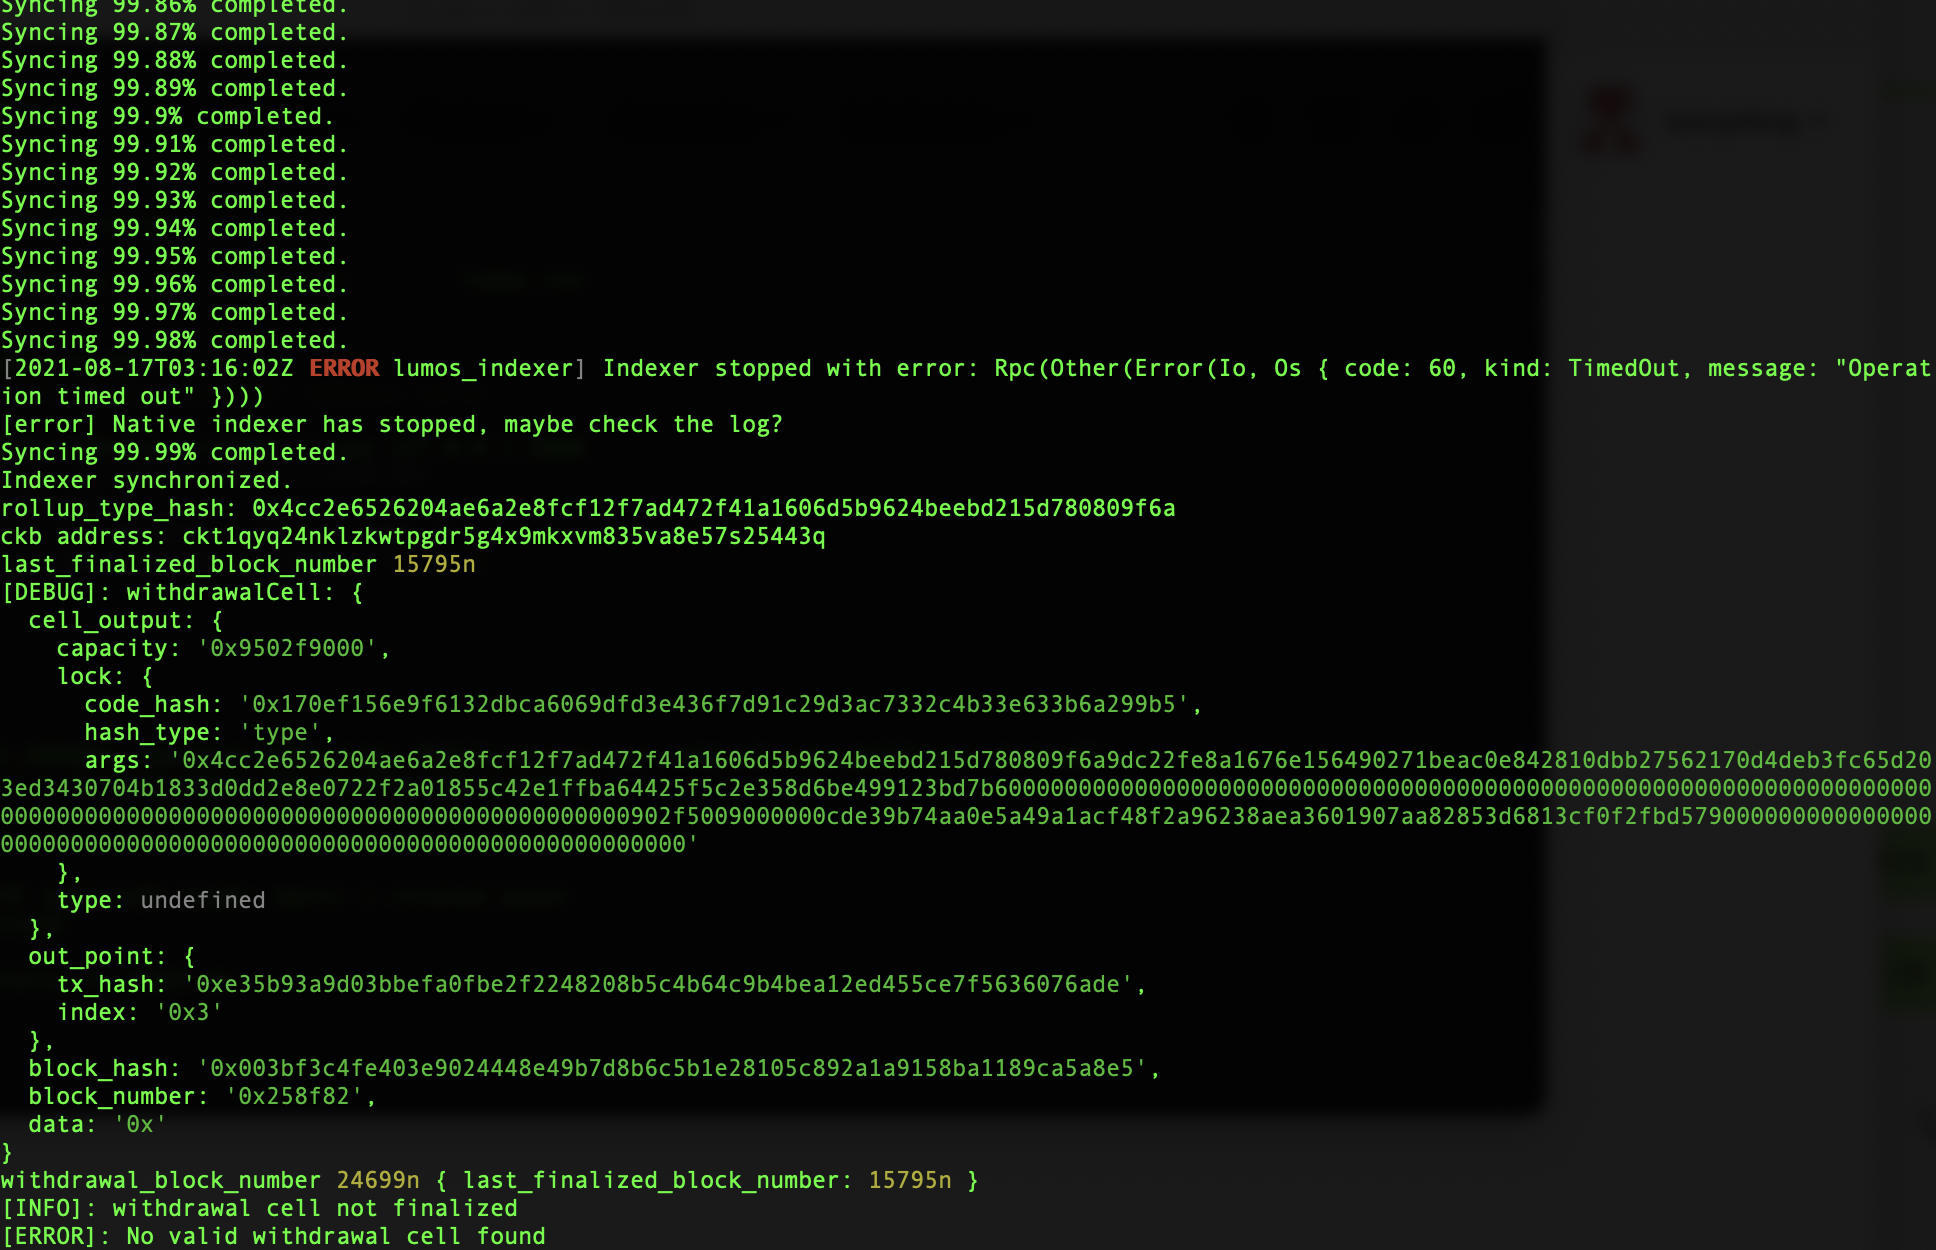 Syncing 99.86% completed.
Syncing 99.87% completed.
Syncing 99.88% completed.
Syncing 99.89% completed.
Syncing 99.9% completed.
Syncing 99.91% completed.
Syncing 99.92% completed.
Syncing 99.93% completed.
Syncing 99.94% completed.
Syncing 99.95% completed.
Syncing 99.96% completed.
Syncing 99.97% completed.
Syncing 99.98% completed.
[2021-08-17T03:16:02Z ERROR lumos_indexer] Indexer stopped with error: Rpc(Other(Error(Io, Os { code: 60, kind: TimedOut, message: "Operat
ion timed out" })))
[error] Native indexer has stopped, maybe check the log?
Syncing 99.99% completed.
Indexer synchronized.
rollup_type_hash: 0x4cc2e6526204ae6a2e8fcf12f7ad472f41a1606d5b9624beebd215d780809f6a
ckb address: ckt1qyq24nklzkwtpgdr5g4x9mkxvm835va8e57s25443q
last_finalized_block_number 15795n
[DEBUG]: withdrawalCell: {
  cell_output: {
    capacity: '0x9502f9000',
    lock: {
      code_hash: '0x170ef156e9f6132dbca6069dfd3e436f7d91c29d3ac7332c4b33e633b6a299b5',
      hash_type: 'type',
      args: '0x4cc2e6526204ae6a2e8fcf12f7ad472f41a1606d5b9624beebd215d780809f6a9dc22fe8a1676e156490271beac0e842810dbb27562170d4deb3fc65d20
3ed3430704b1833d0dd2e8e0722f2a01855c42e1ffba64425f5c2e358d6be499123bd7b600000000000000000000000000000000000000000000000000000000000000000
00000000000000000000000000000000000000000000000902f5009000000cde39b74aa0e5a49a1acf48f2a96238aea3601907aa82853d6813cf0f2fbd5790000000000000000
0000000000000000000000000000000000000000000000000'
    },
    type: undefined
  },
  out_point: {
    tx_hash: '0xe35b93a9d03bbefa0fbe2f2248208b5c4b64c9b4bea12ed455ce7f5636076ade',
    index: '0x3'
  },
  block_hash: '0x003bf3c4fe403e9024448e49b7d8b6c5b1e28105c892a1a9158ba1189ca5a8e5',
  block_number: '0x258f82',
  data: '0x'
}
withdrawal_block_number 24699n { last_finalized_block_number: 15795n }
[INFO]: withdrawal cell not finalized
[ERROR]: No valid withdrawal cell found